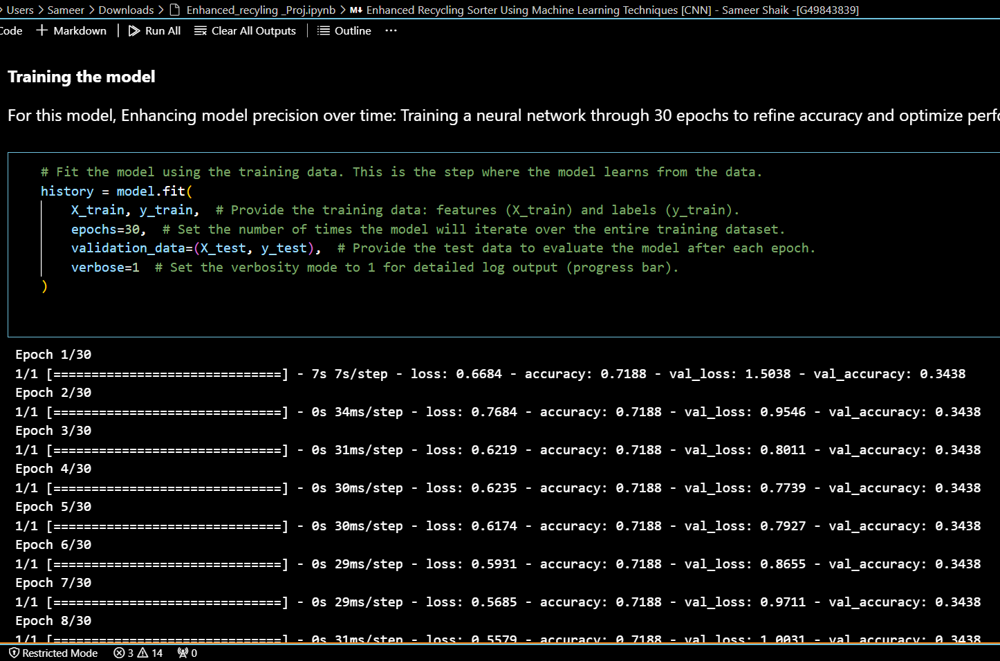 Users > Sameer > Downloads > Enhanced_recyling _Proj.ipynb > M↓ Enhanced Recycling Sorter Using Machine Learning Techniques [CNN] - Sameer Shaik -[G49843839]
Code + Markdown | Run All Clear All Outputs | Outline ···
Training the model
For this model, Enhancing model precision over time: Training a neural network through 30 epochs to refine accuracy and optimize perfo
# Fit the model using the training data. This is the step where the model learns from the data.
history = model.fit(
X_train, y_train,  # Provide the training data: features (X_train) and labels (y_train).
epochs=30,  # Set the number of times the model will iterate over the entire training dataset.
validation_data=(X_test, y_test),  # Provide the test data to evaluate the model after each epoch.
verbose=1  # Set the verbosity mode to 1 for detailed log output (progress bar).
)
Epoch 1/30
1/1 [==============================] - 7s 7s/step - loss: 0.6684 - accuracy: 0.7188 - val_loss: 1.5038 - val_accuracy: 0.3438
Epoch 2/30
1/1 [==============================] - 0s 34ms/step - loss: 0.7684 - accuracy: 0.7188 - val_loss: 0.9546 - val_accuracy: 0.3438
Epoch 3/30
1/1 [==============================] - 0s 31ms/step - loss: 0.6219 - accuracy: 0.7188 - val_loss: 0.8011 - val_accuracy: 0.3438
Epoch 4/30
1/1 [==============================] - 0s 30ms/step - loss: 0.6235 - accuracy: 0.7188 - val_loss: 0.7739 - val_accuracy: 0.3438
Epoch 5/30
1/1 [==============================] - 0s 30ms/step - loss: 0.6174 - accuracy: 0.7188 - val_loss: 0.7927 - val_accuracy: 0.3438
Epoch 6/30
1/1 [==============================] - 0s 29ms/step - loss: 0.5931 - accuracy: 0.7188 - val_loss: 0.8655 - val_accuracy: 0.3438
Epoch 7/30
1/1 [==============================] - 0s 29ms/step - loss: 0.5685 - accuracy: 0.7188 - val_loss: 0.9711 - val_accuracy: 0.3438
Epoch 8/30
1/1 [==============================] - 0s 31ms/step - loss: 0.5579 - accuracy: 0.7188 - val_loss: 1.0031 - val_accuracy: 0.3438
Restricted Mode 3 14 0